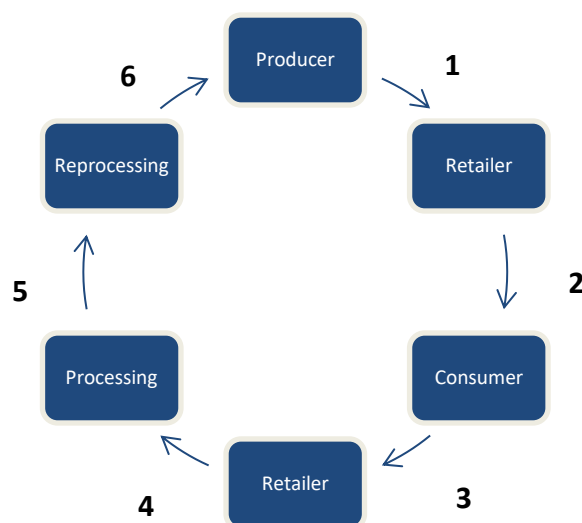 Producer
1
Retailer
2
Consumer
3
Retailer
4
Processing
5
Reprocessing
6